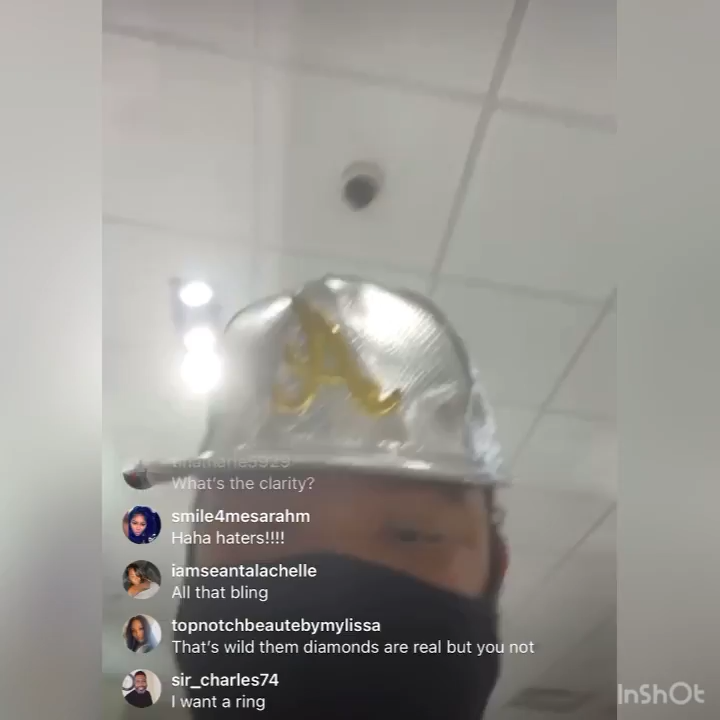 A
What's the clarity?
smile4mesarahm
Haha haters!!!!
iamseantalachelle
All that bling
topnotchbeautebymylissa
That's wild them diamonds are real but you not
sir_charles74
I want a ring
InShOt